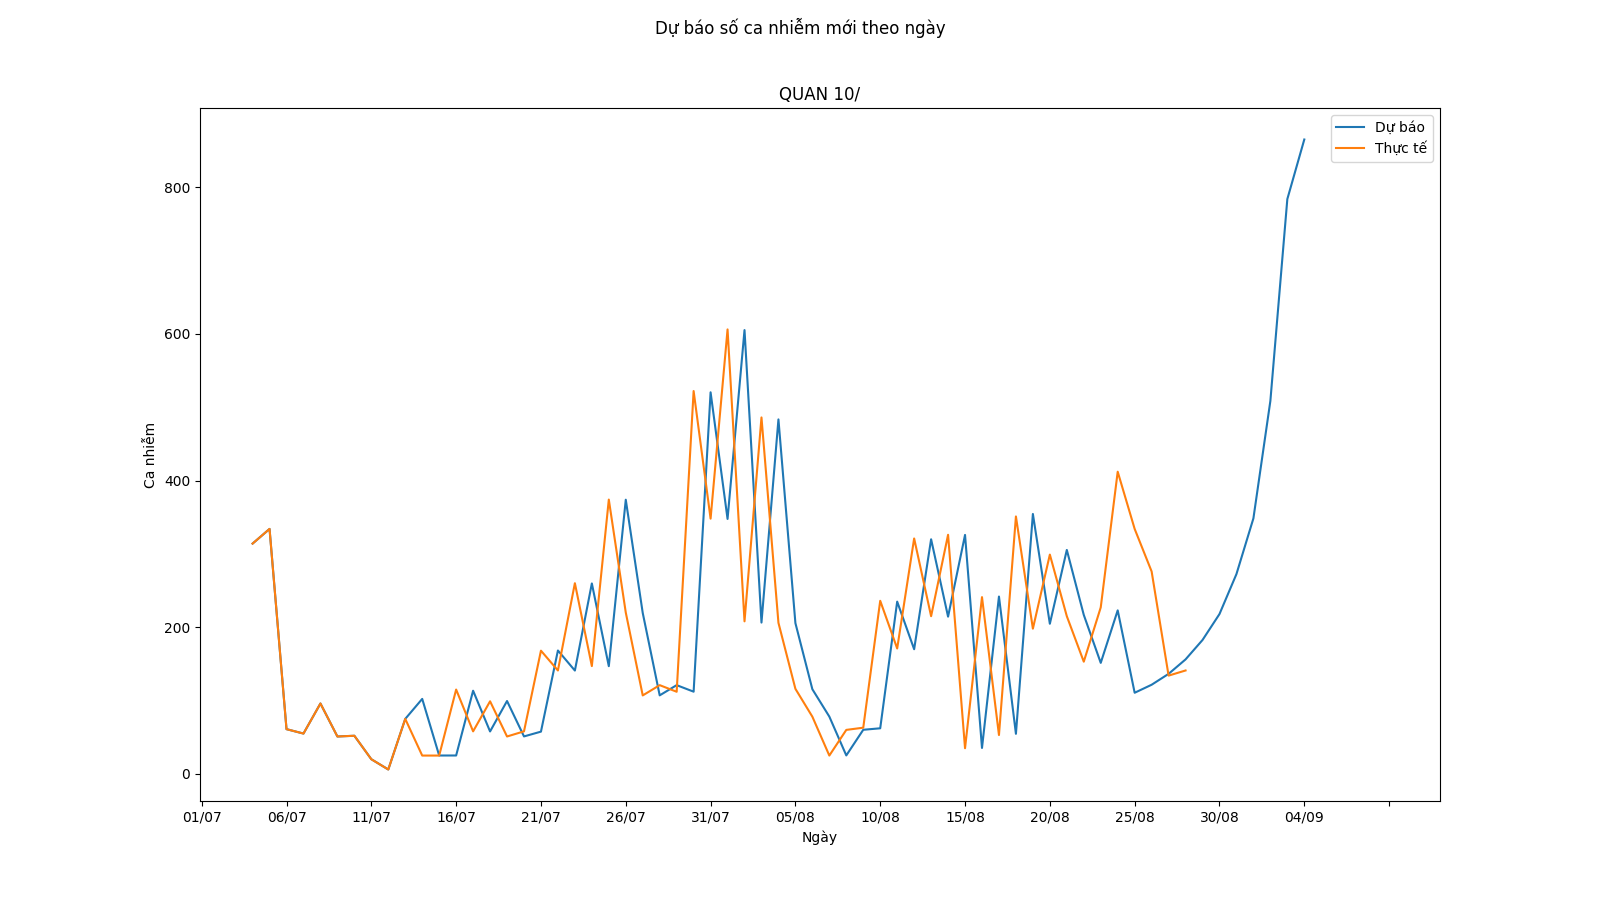 Dự báo số ca nhiễm mới theo ngày
QUAN 10/
Dự báo
Thực tế
Ca nhiễm
800
600
400
200
0
01/07 06/07 11/07 16/07 21/07 26/07 31/07 05/08 10/08 15/08 20/08 25/08 30/08 04/09
Ngày